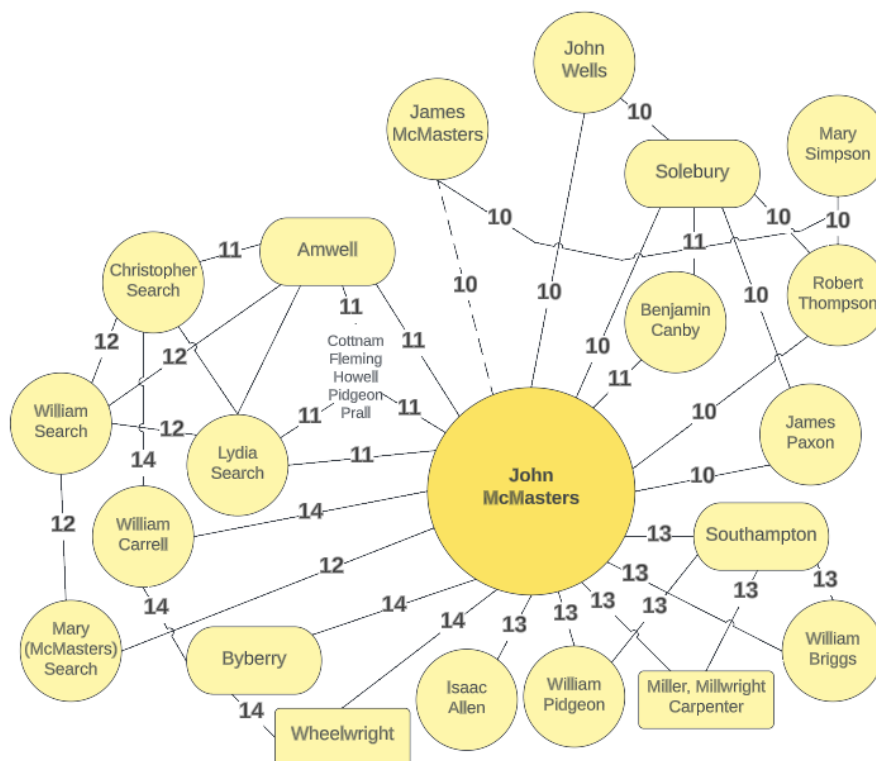 John
Wells
10
James
McMasters
Mary
Simpson
Solebury
10
10
10
11
Amwell
11
Christopher
Search
Robert
Thompson
10
10
10
11
Benjamin
Canby
Cottnam
Fleming
Howell
Pidgeon
Prall
11
12
12
10
11
William
Search
12
11
11
10
James
Paxon
Lydia
Search
11
14
John
McMasters
10
William
Carrell
14
12
Southampton
13
12
13
13
13
14
14
13
13
13
13
14
Mary
(McMasters)
Search
Byberry
William
Briggs
Isaac
Allen
William
Pidgeon
Miller, Millwright
Carpenter
14
Wheelwright